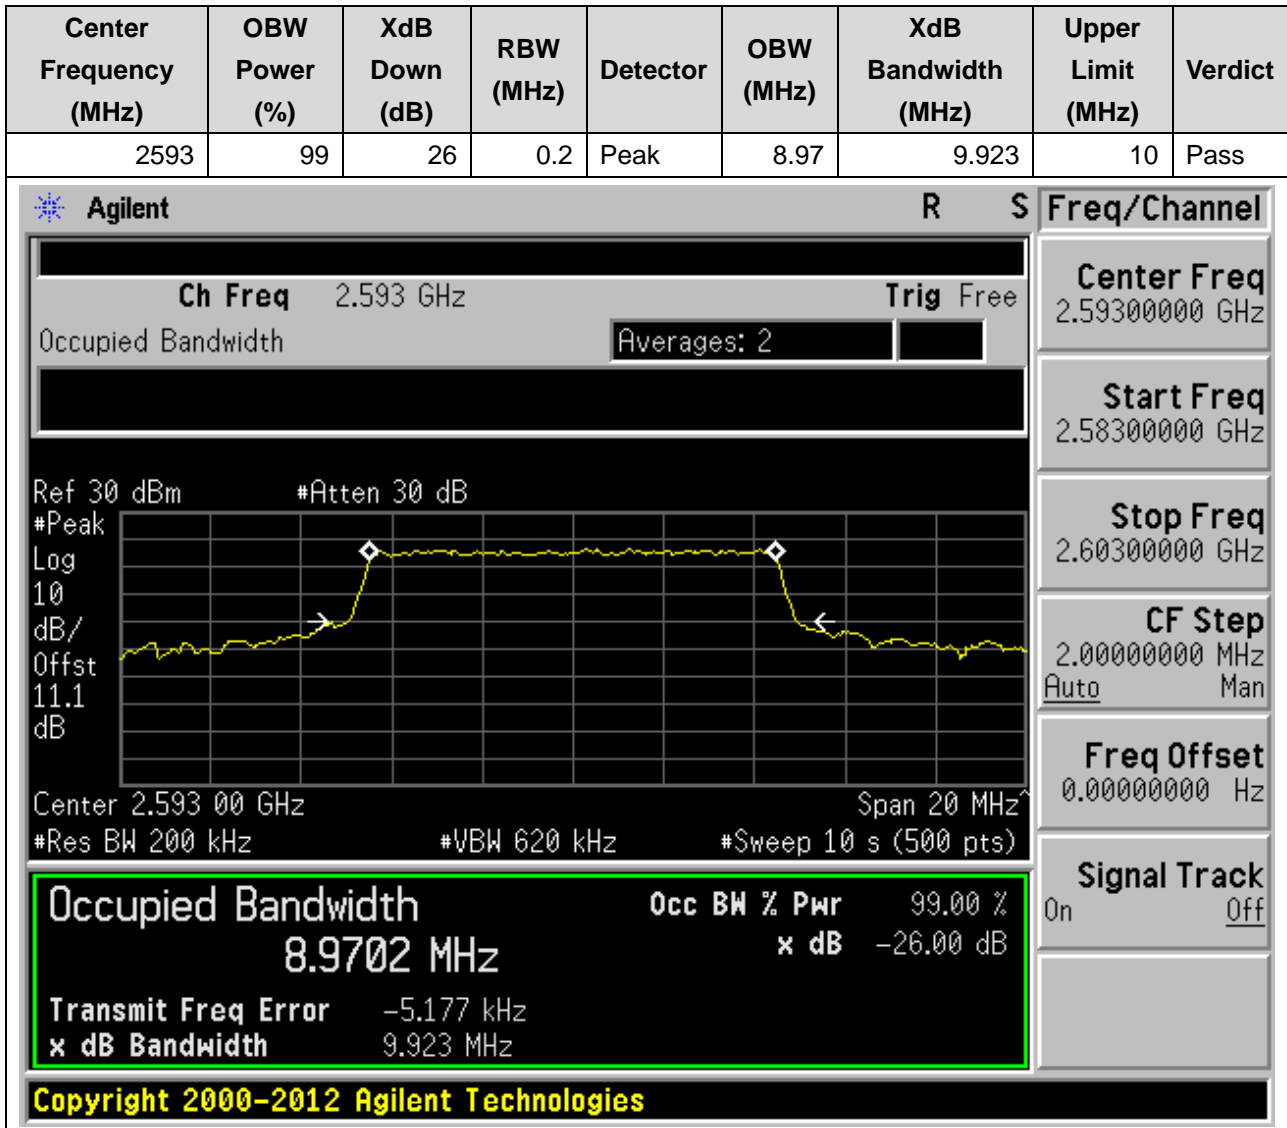 Center Frequency (MHz) OBW Power (%) XdB Down (dB) RBW (MHz) Detector OBW (MHz) XdB Bandwidth (MHz) Upper Limit (MHz) Verdict
2593 99 26 0.2 Peak 8.97 9.923 10 Pass
Agilent R S Freq/Channel
Ch Freq 2.593 GHz Trig Free
Occupied Bandwidth Averages: 2
Center Freq
2.59300000 GHz
Start Freq
2.58300000 GHz
Stop Freq
2.60300000 GHz
CF Step
2.00000000 MHz
Auto Man
Freq Offset
0.00000000 Hz
Signal Track
On Off
Ref 30 dBm #Atten 30 dB
#Peak
Log
10
dB/
Offst
11.1
dB
Center 2.593 00 GHz Span 20 MHz^
#Res BW 200 kHz #VBW 620 kHz #Sweep 10 s (500 pts)
Occupied Bandwidth Occ BW % Pwr 99.00 %
8.9702 MHz x dB -26.00 dB
Transmit Freq Error -5.177 kHz
x dB Bandwidth 9.923 MHz
Copyright 2000-2012 Agilent Technologies